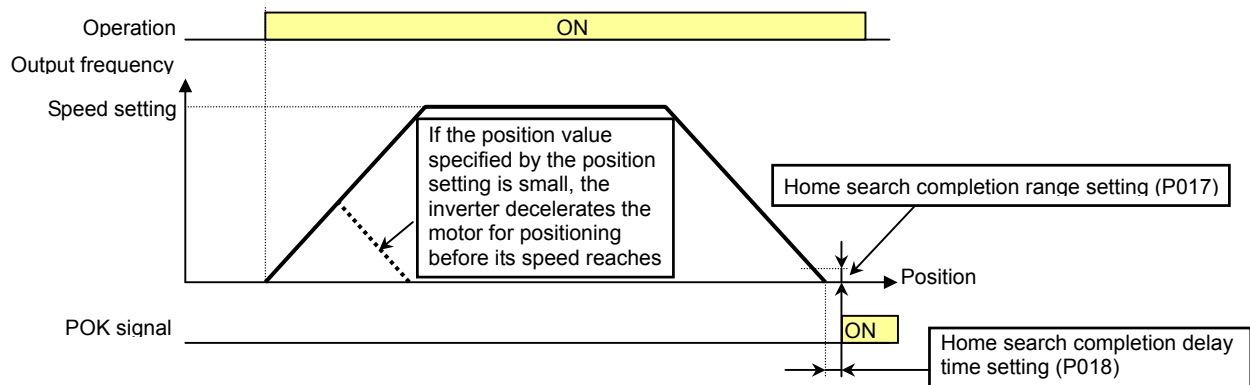 Operation
ON
Output frequency
Speed setting
If the position value
specified by the position
setting is small, the
inverter decelerates the
motor for positioning
before its speed reaches
Home search completion range setting (P017)
Position
POK signal
ON
Home search completion delay
time setting (P018)